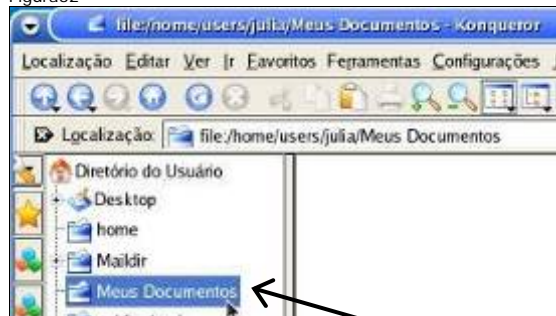 file:/home/users/julia/Meus Documentos - Konqueror
Localização Editar Ver Ir Favoritos Ferramentas Configurações
Localização: file:/home/users/julia/Meus Documentos
Diretório do Usuário
Desktop
home
Maildir
Meus Documentos